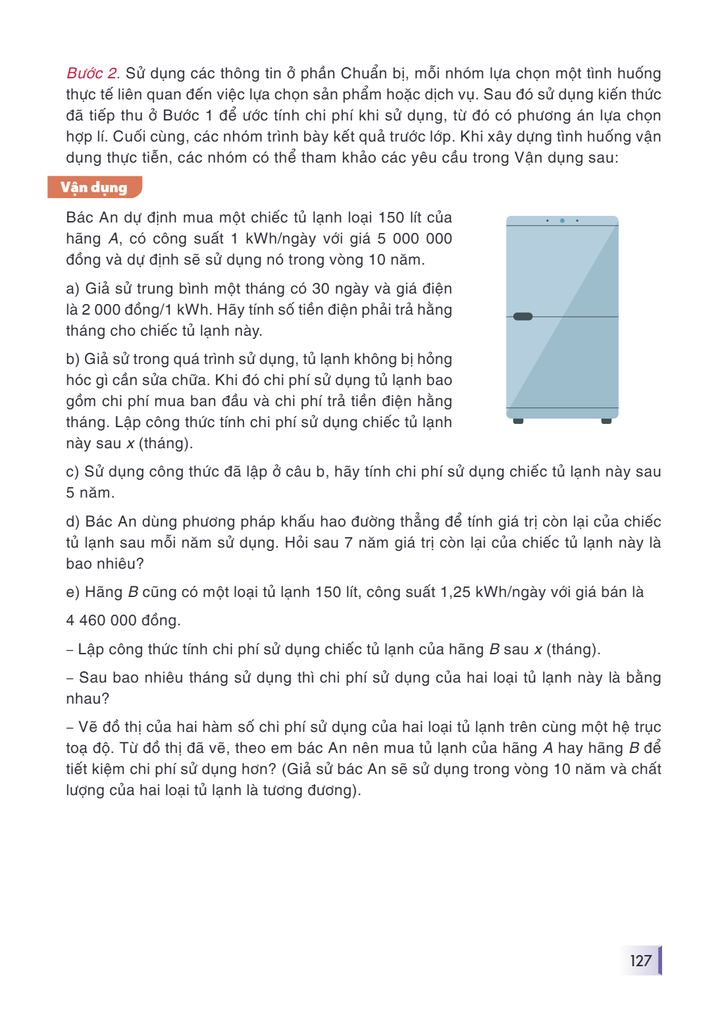 Bước 2. Sử dụng các thông tin ở phần Chuẩn bị, mỗi nhóm lựa chọn một tình huống
thực tế liên quan đến việc lựa chọn sản phẩm hoặc dịch vụ. Sau đó sử dụng kiến thức
đã tiếp thu ở Bước 1 để ước tính chi phí khi sử dụng, từ đó có phương án lựa chọn
hợp lí. Cuối cùng, các nhóm trình bày kết quả trước lớp. Khi xây dựng tình huống vận
dụng thực tiễn, các nhóm có thể tham khảo các yêu cầu trong Vận dụng sau:
Vận dụng
Bác An dự định mua một chiếc tủ lạnh loại 150 lít của
hãng A, có công suất 1 kWh/ngày với giá 5 000 000
đồng và dự định sẽ sử dụng nó trong vòng 10 năm.
a) Giả sử trung bình một tháng có 30 ngày và giá điện
là 2 000 đồng/1 kWh. Hãy tính số tiền điện phải trả hằng
tháng cho chiếc tủ lạnh này.
b) Giả sử trong quá trình sử dụng, tủ lạnh không bị hỏng
hóc gì cần sửa chữa. Khi đó chi phí sử dụng tủ lạnh bao
gồm chi phí mua ban đầu và chi phí trả tiền điện hằng
tháng. Lập công thức tính chi phí sử dụng chiếc tủ lạnh
này sau x (tháng).
c) Sử dụng công thức đã lập ở câu b, hãy tính chi phí sử dụng chiếc tủ lạnh này sau
5 năm.
d) Bác An dùng phương pháp khấu hao đường thẳng để tính giá trị còn lại của chiếc
tủ lạnh sau mỗi năm sử dụng. Hỏi sau 7 năm giá trị còn lại của chiếc tủ lạnh này là
bao nhiêu?
e) Hãng B cũng có một loại tủ lạnh 150 lít, công suất 1,25 kWh/ngày với giá bán là
4 460 000 đồng.
– Lập công thức tính chi phí sử dụng chiếc tủ lạnh của hãng B sau x (tháng).
– Sau bao nhiêu tháng sử dụng thì chi phí sử dụng của hai loại tủ lạnh này là bằng
nhau?
– Vẽ đồ thị của hai hàm số chi phí sử dụng của hai loại tủ lạnh trên cùng một hệ trục
toạ độ. Từ đồ thị đã vẽ, theo em bác An nên mua tủ lạnh của hãng A hay hãng B để
tiết kiệm chi phí sử dụng hơn? (Giả sử bác An sẽ sử dụng trong vòng 10 năm và chất
lượng của hai loại tủ lạnh là tương đương).
127